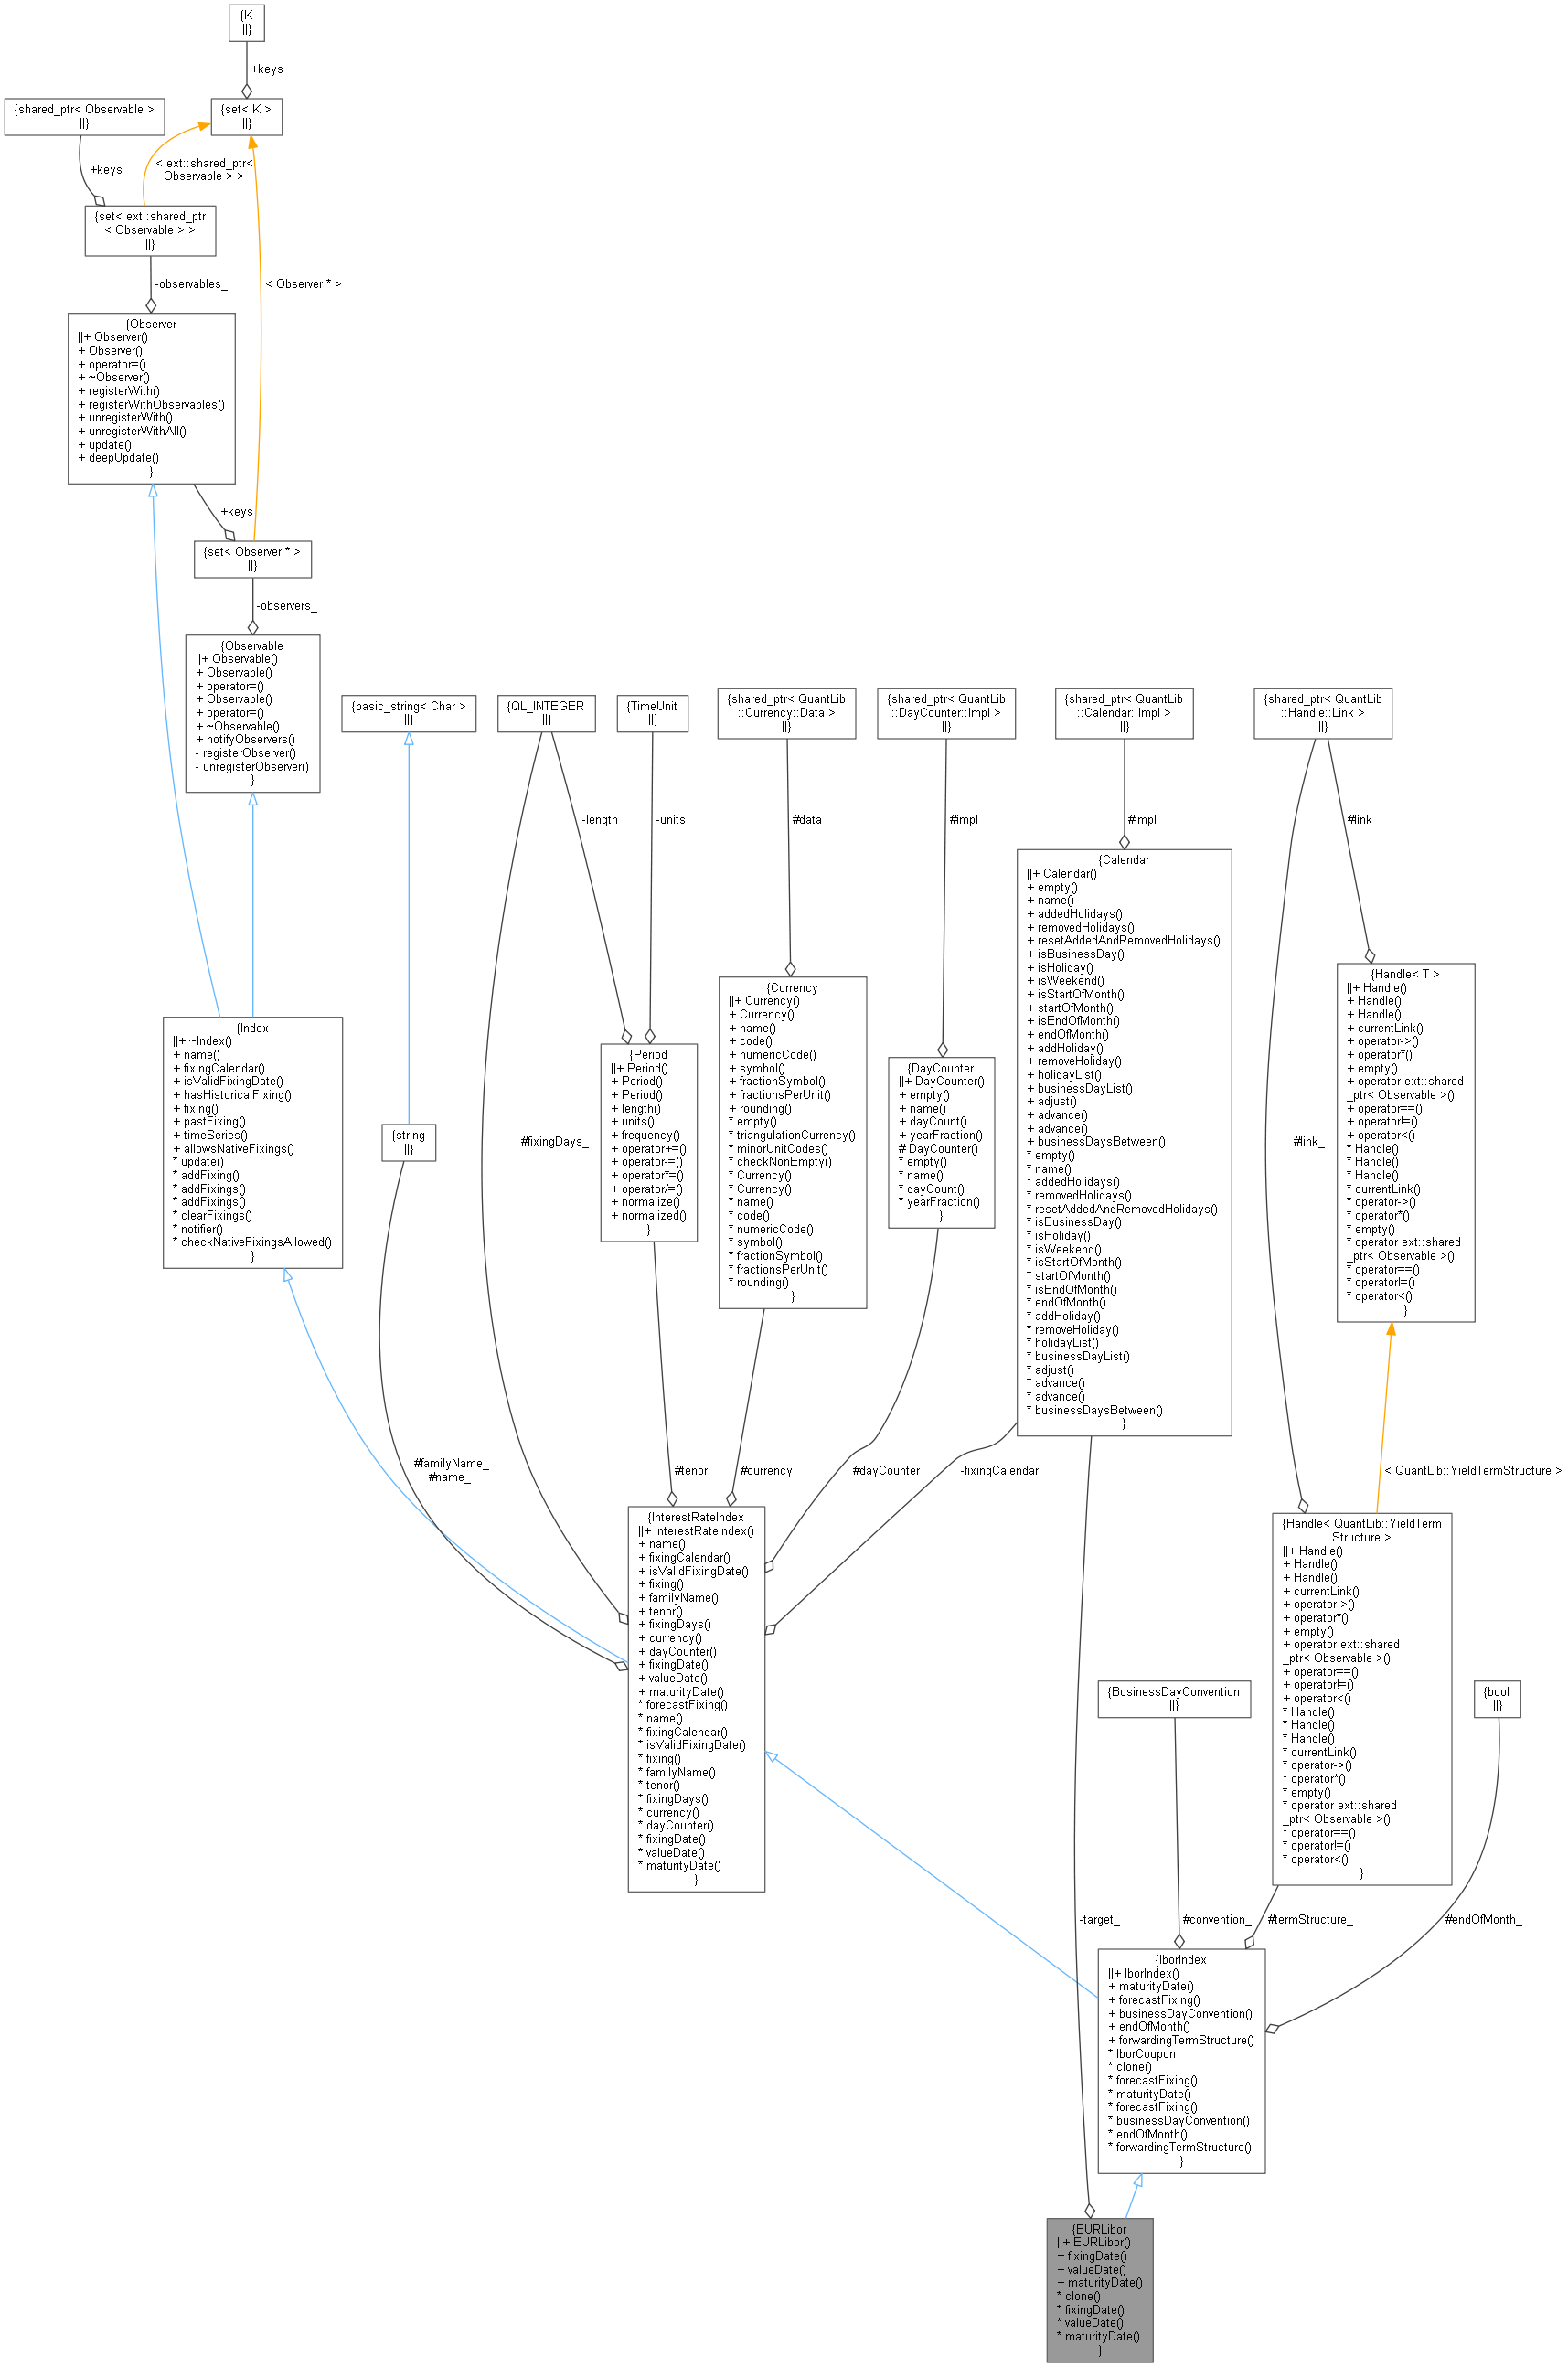 {K
||}
+keys
{shared_ptr< Observable >
||}
{set< K >
||}
+keys
< ext::shared_ptr<
Observable > >
{set< ext::shared_ptr
< Observable > >
||}
-observables_
< Observer * >
{Observer
||+ Observer()
+ Observer()
+ operator=()
+ ~Observer()
+ registerWith()
+ registerWithObservables()
+ unregisterWith()
+ unregisterWithAll()
+ update()
+ deepUpdate()
}
+keys
{set< Observer * >
||}
-observers_
{Observable
||+ Observable()
+ Observable()
+ operator=()
+ Observable()
+ operator=()
+ ~Observable()
+ notifyObservers()
- registerObserver()
- unregisterObserver()
}
{basic_string< Char >
||}
{QL_INTEGER
||}
{TimeUnit
||}
{shared_ptr< QuantLib
::Currency::Data >
||}
{shared_ptr< QuantLib
::DayCounter::Impl >
||}
{shared_ptr< QuantLib
::Calendar::Impl >
||}
{shared_ptr< QuantLib
::Handle::Link >
||}
-length_
-units_
#data_
#impl_
#impl_
#link_
{Calendar
||+ Calendar()
+ empty()
+ name()
+ addedHolidays()
+ removedHolidays()
+ resetAddedAndRemovedHolidays()
+ isBusinessDay()
+ isHoliday()
+ isWeekend()
+ isStartOfMonth()
+ startOfMonth()
+ isEndOfMonth()
+ endOfMonth()
+ addHoliday()
+ removeHoliday()
+ holidayList()
+ businessDayList()
+ adjust()
+ advance()
+ advance()
+ businessDaysBetween()
* empty()
* name()
* addedHolidays()
* removedHolidays()
* resetAddedAndRemovedHolidays()
* isBusinessDay()
* isHoliday()
* isWeekend()
* isStartOfMonth()
* startOfMonth()
* isEndOfMonth()
* endOfMonth()
* addHoliday()
* removeHoliday()
* holidayList()
* businessDayList()
* adjust()
* advance()
* advance()
* businessDaysBetween()
}
{Handle< T >
||+ Handle()
+ Handle()
+ Handle()
+ currentLink()
+ operator->()
+ operator*()
+ empty()
+ operator ext::shared
_ptr< Observable >()
+ operator==()
+ operator!=()
+ operator<()
* Handle()
* Handle()
* Handle()
* currentLink()
* operator->()
* operator*()
* empty()
* operator ext::shared
_ptr< Observable >()
* operator==()
* operator!=()
* operator<()
}
{Currency
||+ Currency()
+ Currency()
+ name()
+ code()
+ numericCode()
+ symbol()
+ fractionSymbol()
+ fractionsPerUnit()
+ rounding()
* empty()
* triangulationCurrency()
* minorUnitCodes()
* checkNonEmpty()
* Currency()
* Currency()
* name()
* code()
* numericCode()
* symbol()
* fractionSymbol()
* fractionsPerUnit()
* rounding()
}
{Index
||+ ~Index()
+ name()
+ fixingCalendar()
+ isValidFixingDate()
+ hasHistoricalFixing()
+ fixing()
+ pastFixing()
+ timeSeries()
+ allowsNativeFixings()
* update()
* addFixing()
* addFixings()
* addFixings()
* clearFixings()
* notifier()
* checkNativeFixingsAllowed()
}
{Period
||+ Period()
+ Period()
+ Period()
+ length()
+ units()
+ frequency()
+ operator+=()
+ operator-=()
+ operator*=()
+ operator/=()
+ normalize()
+ normalized()
}
{DayCounter
||+ DayCounter()
+ empty()
+ name()
+ dayCount()
+ yearFraction()
# DayCounter()
* empty()
* name()
* dayCount()
* yearFraction()
}
{string
||}
#fixingDays_
#link_
#familyName_
#name_
#tenor_
#currency_
#dayCounter_
-fixingCalendar_
< QuantLib::YieldTermStructure >
{InterestRateIndex
||+ InterestRateIndex()
+ name()
+ fixingCalendar()
+ isValidFixingDate()
+ fixing()
+ familyName()
+ tenor()
+ fixingDays()
+ currency()
+ dayCounter()
+ fixingDate()
+ valueDate()
+ maturityDate()
* forecastFixing()
* name()
* fixingCalendar()
* isValidFixingDate()
* fixing()
* familyName()
* tenor()
* fixingDays()
* currency()
* dayCounter()
* fixingDate()
* valueDate()
* maturityDate()
}
{Handle< QuantLib::YieldTerm
Structure >
||+ Handle()
+ Handle()
+ Handle()
+ currentLink()
+ operator->()
+ operator*()
+ empty()
+ operator ext::shared
_ptr< Observable >()
+ operator==()
+ operator!=()
+ operator<()
* Handle()
* Handle()
* Handle()
* currentLink()
* operator->()
* operator*()
* empty()
* operator ext::shared
_ptr< Observable >()
* operator==()
* operator!=()
* operator<()
}
{BusinessDayConvention
||}
{bool
||}
-target_
#convention_
#termStructure_
#endOfMonth_
{IborIndex
||+ IborIndex()
+ maturityDate()
+ forecastFixing()
+ businessDayConvention()
+ endOfMonth()
+ forwardingTermStructure()
* IborCoupon
* clone()
* forecastFixing()
* maturityDate()
* forecastFixing()
* businessDayConvention()
* endOfMonth()
* forwardingTermStructure()
}
{EURLibor
||+ EURLibor()
+ fixingDate()
+ valueDate()
+ maturityDate()
* clone()
* fixingDate()
* valueDate()
* maturityDate()
}